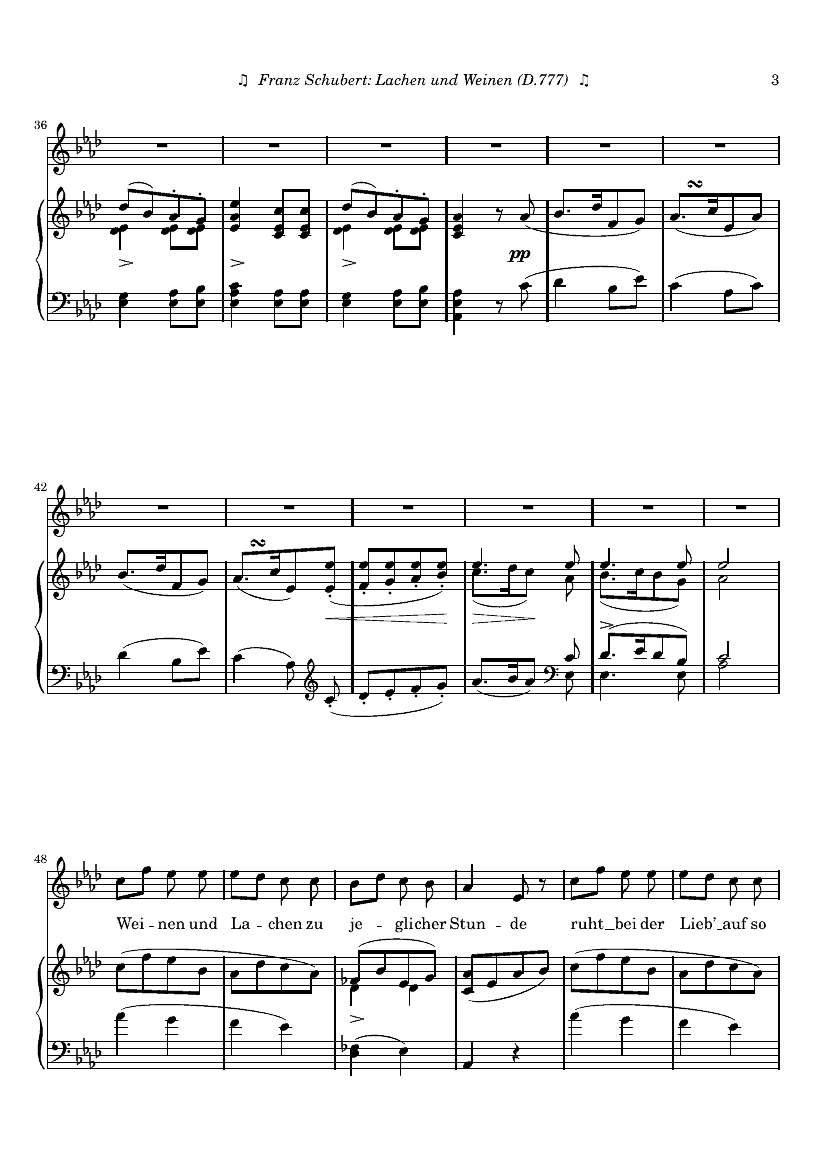 ♫ Franz Schubert: Lachen und Weinen (D.777) ♫ 3
36
pp
42
48
Wei - nen und La - chen zu je - glicher Stun - de ruht_bei der Lieb'_auf so